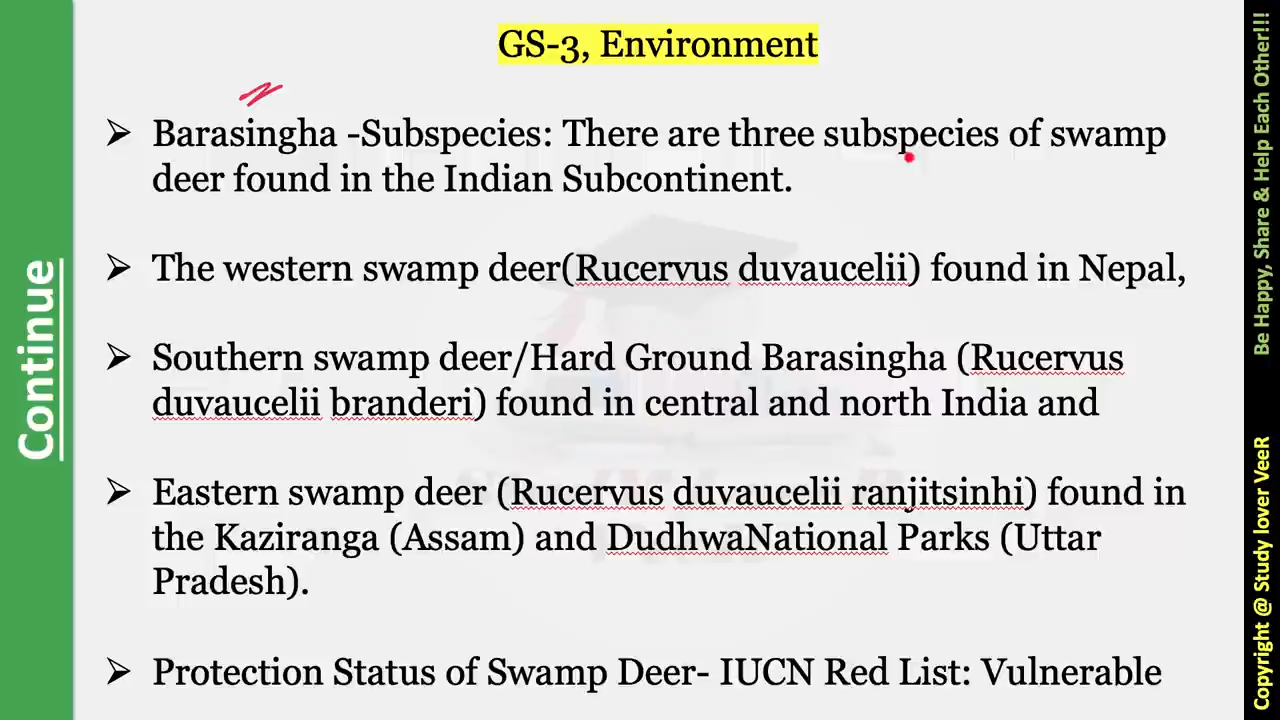 GS-3, Environment
Continue
➢ Barasingha -Subspecies: There are three subspecies of swamp
deer found in the Indian Subcontinent.
➢ The western swamp deer(Rucervus duvaucelii) found in Nepal,
➢ Southern swamp deer/Hard Ground Barasingha (Rucervus
duvaucelii branderi) found in central and north India and
➢ Eastern swamp deer (Rucervus duvaucelii ranjitsinhi) found in
the Kaziranga (Assam) and DudhwaNational Parks (Uttar
Pradesh).
➢ Protection Status of Swamp Deer- IUCN Red List: Vulnerable
Be Happy, Share & Help Each Other!!!
Copyright @ Study lover VeeR